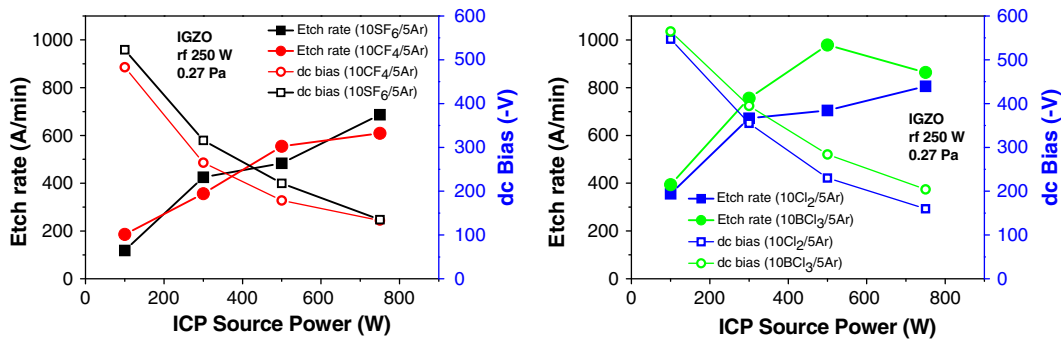 IGZO
rf 250 W
0.27 Pa
Etch rate (10SF6/5Ar)
Etch rate (10CF4/5Ar)
dc bias (10CF4/5Ar)
dc bias (10SF6/5Ar)
Etch rate (A/min)
1000
800
600
400
200
0
600
500
400
300
200
100
0
dc Bias (-V)
0 200 400 600 800
ICP Source Power (W)
IGZO
rf 250 W
0.27 Pa
Etch rate (10Cl2/5Ar)
Etch rate (10BCl3/5Ar)
dc bias (10Cl2/5Ar)
dc bias (10BCl3/5Ar)
Etch rate (A/min)
1000
800
600
400
200
0
600
500
400
300
200
100
0
dc Bias (-V)
0 200 400 600 800
ICP Source Power (W)